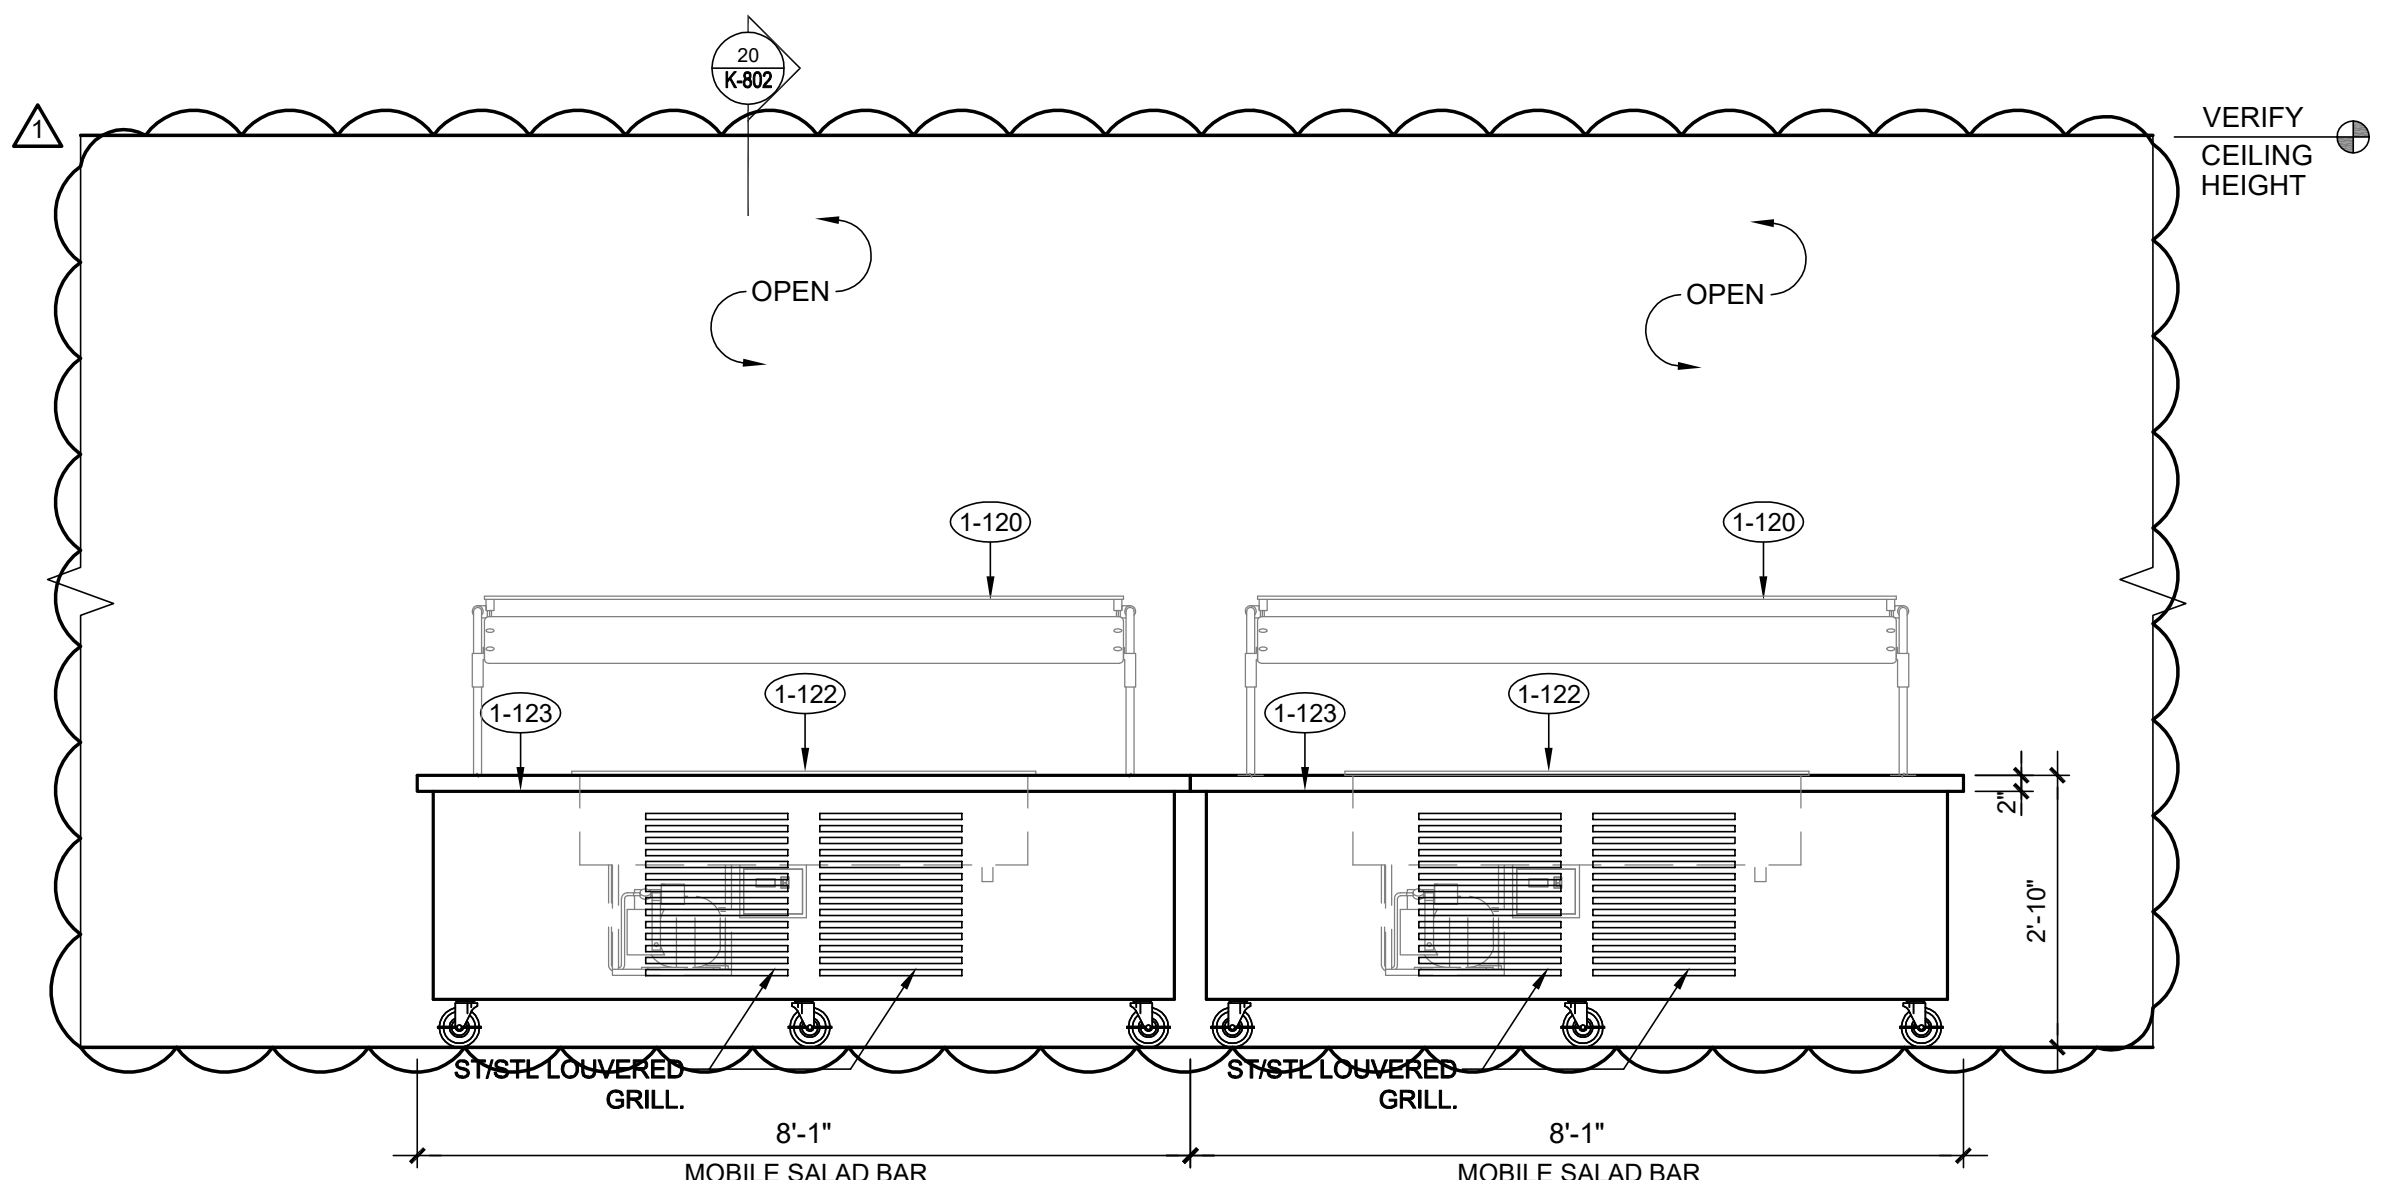 20
K-802
1
VERIFY
CEILING
HEIGHT
OPEN
OPEN
1-120
1-120
1-123
1-122
1-123
1-122
2"
2'-10"
ST/STL LOUVERED
GRILL.
ST/STL LOUVERED
GRILL.
8'-1"
8'-1"
MOBILE SALAD BAR
MOBILE SALAD BAR